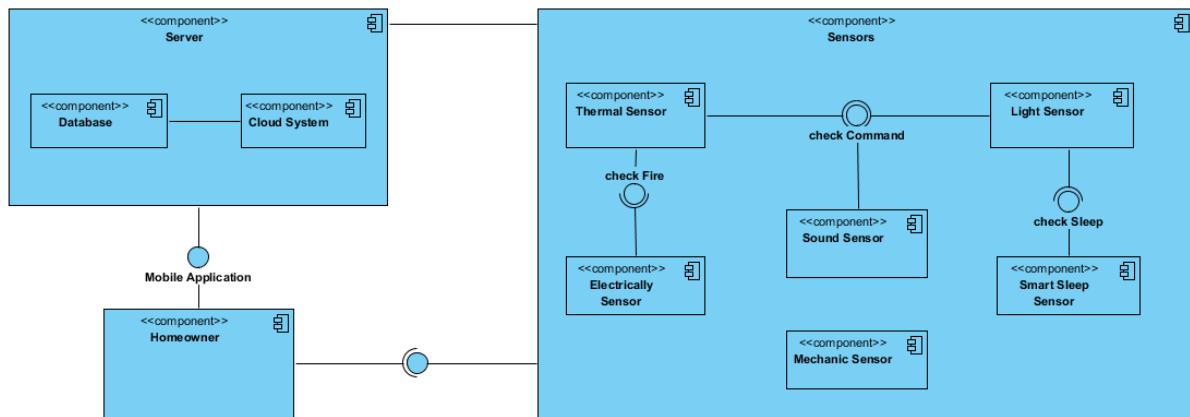 <<component>>
Server
<<component>>
Database
<<component>>
Cloud System
Mobile Application
<<component>>
Homeowner
<<component>>
Sensors
<<component>>
Thermal Sensor
check Command
<<component>>
Light Sensor
check Fire
<<component>>
Sound Sensor
check Sleep
<<component>>
Electrically
Sensor
<<component>>
Smart Sleep
Sensor
<<component>>
Mechanic Sensor